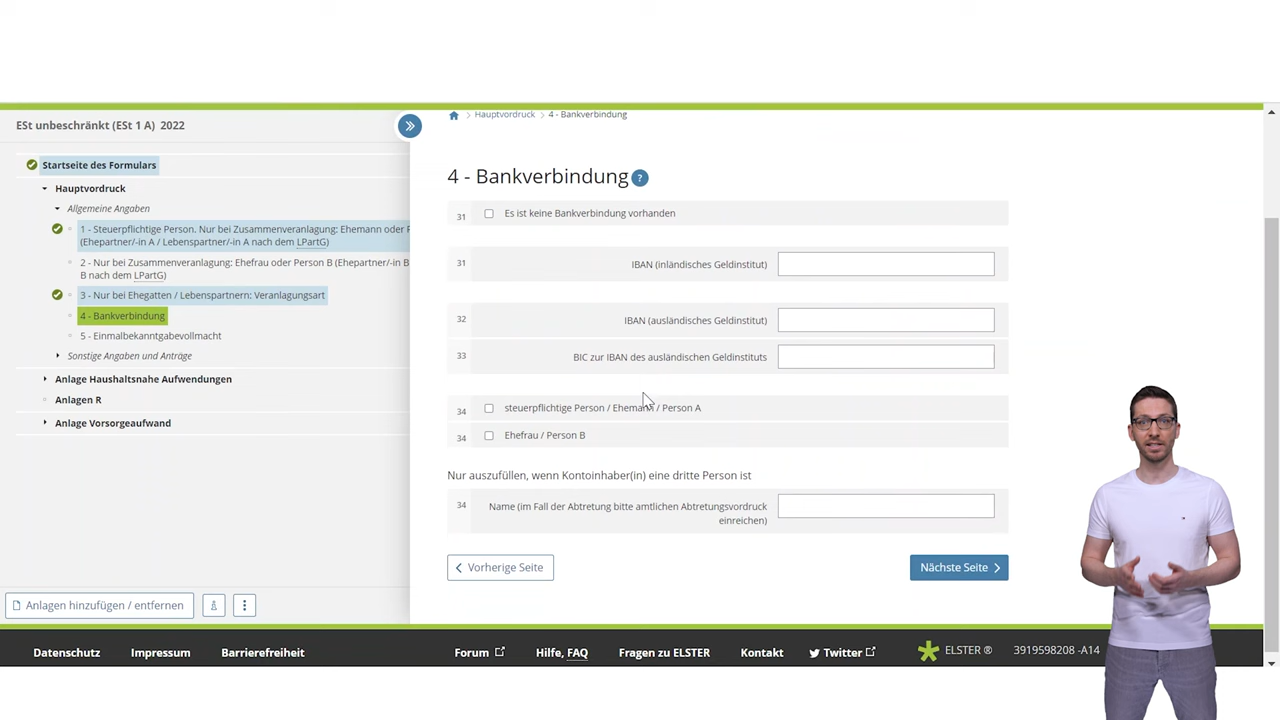 ESt unbeschränkt (ESt 1 A) 2022
Startseite des Formulars
Hauptvordruck
Allgemeine Angaben
1 - Steuerpflichtige Person. Nur bei Zusammenveranlagung: Ehemann oder P
(Ehepartner/-in A / Lebenspartner/-in A nach dem LPartG)
2 - Nur bei Zusammenveranlagung: Ehefrau oder Person B (Ehepartner/-in B
B nach dem LPartG)
3 - Nur bei Ehegatten / Lebenspartnern: Veranlagungsart
4 - Bankverbindung
5 - Einmalbekanntgabevollmacht
Sonstige Angaben und Anträge
Anlage Haushaltsnahe Aufwendungen
Anlagen R
Anlage Vorsorgeaufwand
Anlagen hinzufügen / entfernen
Hauptvordruck > 4 - Bankverbindung
4 - Bankverbindung ?
31 Es ist keine Bankverbindung vorhanden
31 IBAN (inländisches Geldinstitut)
32 IBAN (ausländisches Geldinstitut)
33 BIC zur IBAN des ausländischen Geldinstituts
34 steuerpflichtige Person / Ehemann / Person A
34 Ehefrau / Person B
Nur auszufüllen, wenn Kontoinhaber(in) eine dritte Person ist
34 Name (im Fall der Abtretung bitte amtlichen Abtretungsvordruck
einreichen)
Vorherige Seite Nächste Seite
Datenschutz Impressum Barrierefreiheit Forum Hilfe, FAQ Fragen zu ELSTER Kontakt Twitter ELSTER ® 3919598208 -A14